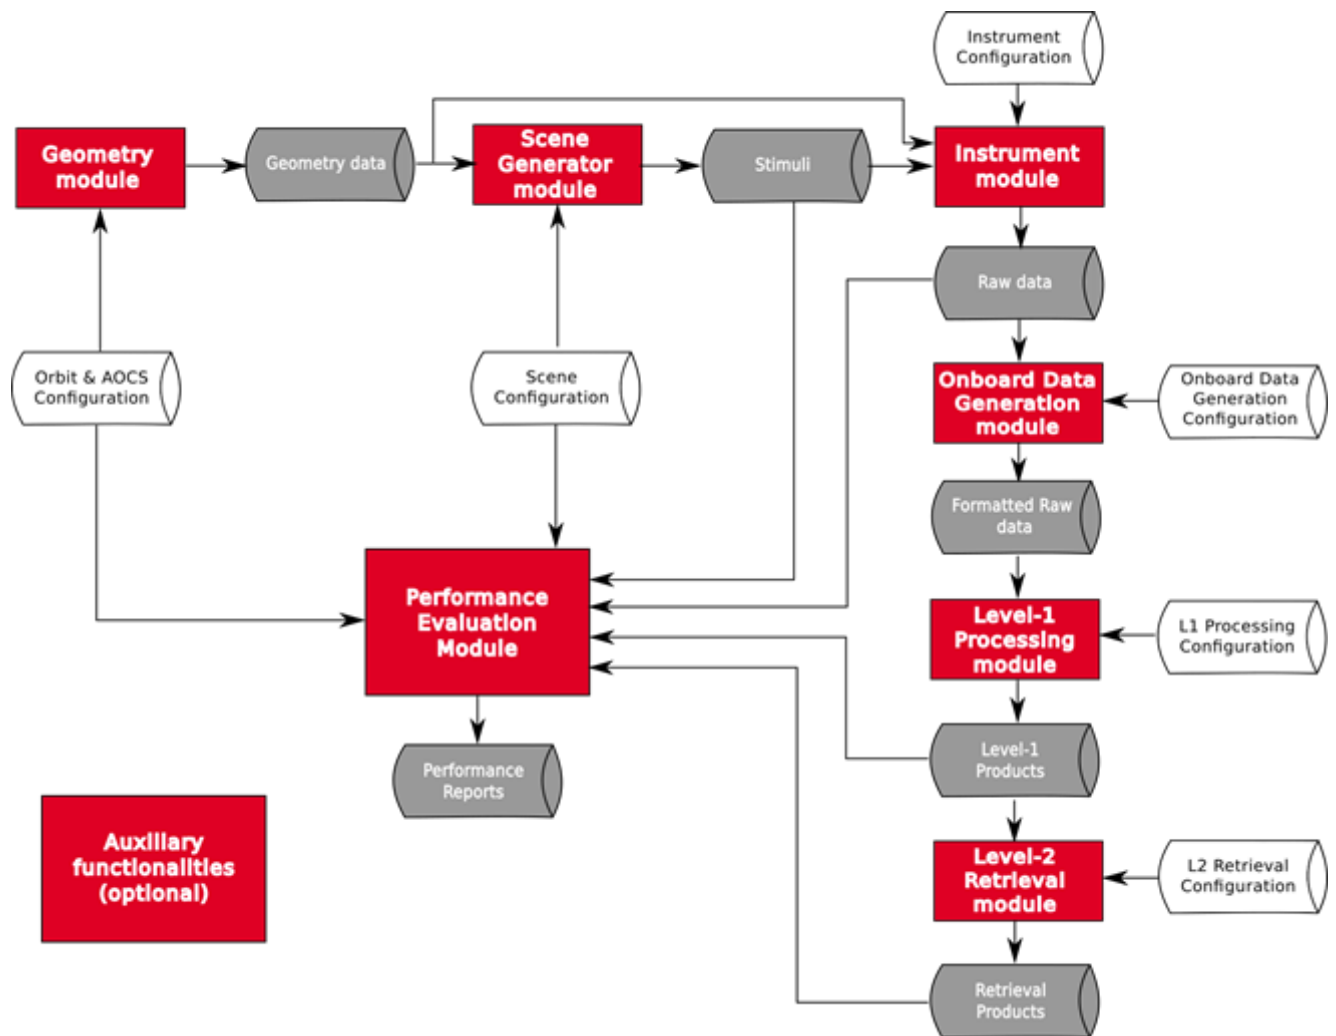 Instrument
Configuration
Geometry
module
Geometry data
Scene
Generator
module
Stimuli
Instrument
module
Raw data
Orbit & AOCS
Configuration
Scene
Configuration
Onboard Data
Generation
module
Onboard Data
Generation
Configuration
Formatted Raw
data
Performance
Evaluation
Module
Level-1
Processing
module
L1 Processing
Configuration
Performance
Reports
Level-1
Products
Auxiliary
functionalities
(optional)
Level-2
Retrieval
module
L2 Retrieval
Configuration
Retrieval
Products